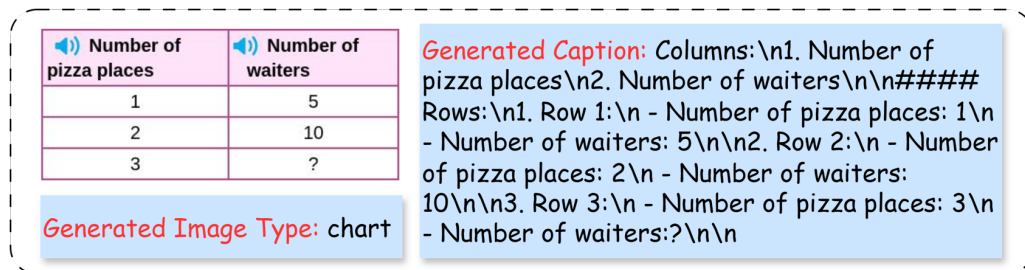 Number of pizza places
Number of waiters
1 5
2 10
3 ?
Generated Image Type: chart
Generated Caption: Columns:\n1. Number of
pizza places\n2. Number of waiters\n\n####
Rows:\n1. Row 1:\n - Number of pizza places: 1\n
- Number of waiters: 5\n\n2. Row 2:\n - Number
of pizza places: 2\n - Number of waiters:
10\n\n3. Row 3:\n - Number of pizza places: 3\n
- Number of waiters:?\n\n